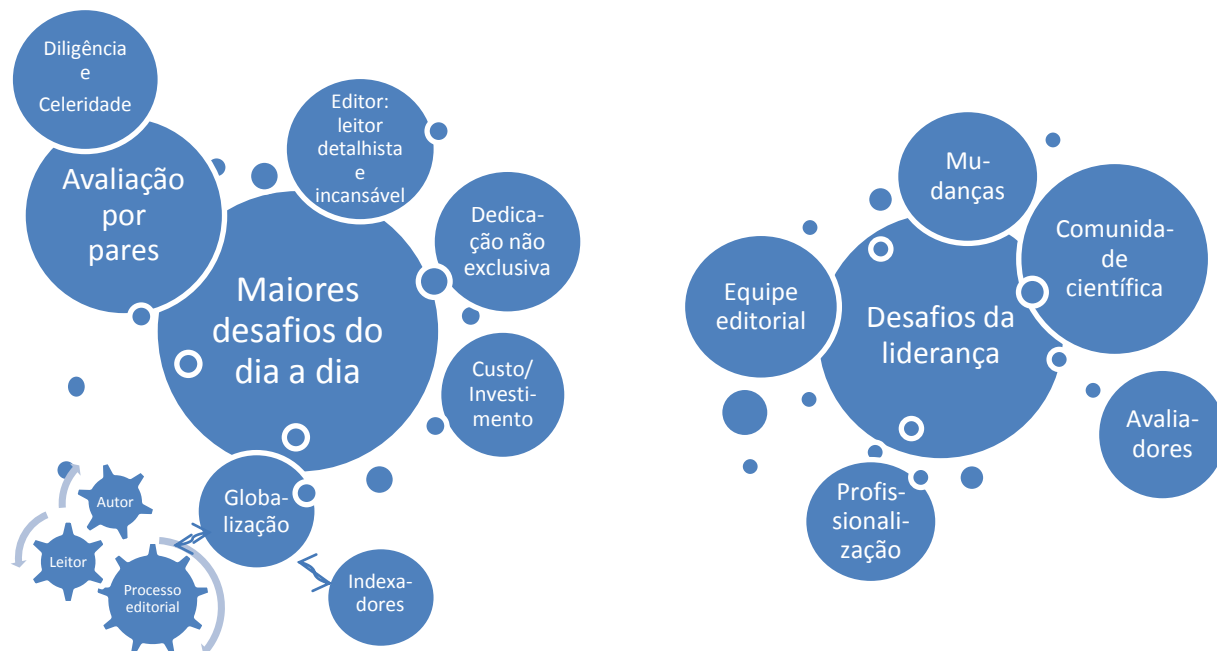 Diligência
e
Celeridade
Avaliação
por
pares
Editor:
leitor
detalhista
e
incansável
Dedica-
ção não
exclusiva
Maiores
desafios do
dia a dia
Custo/
Investi-
mento
Globa-
lização
Autor
Leitor
Processo
editorial
Indexa-
dores
Mu-
danças
Comunida-
de
científica
Equipe
editorial
Desafios da
liderança
Avalia-
dores
Profis-
sionali-
zação